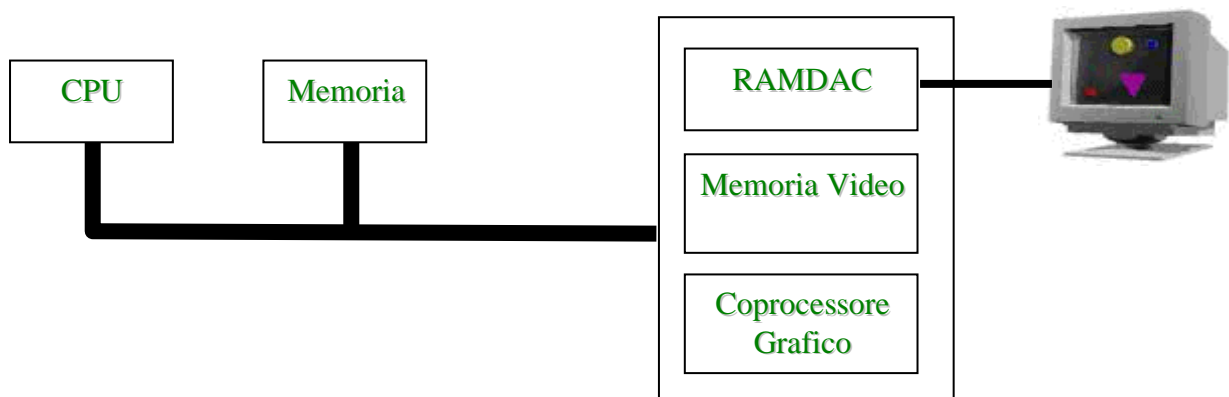 CPU
Memoria
RAMDAC
Memoria Video
Coprocessore
Grafico